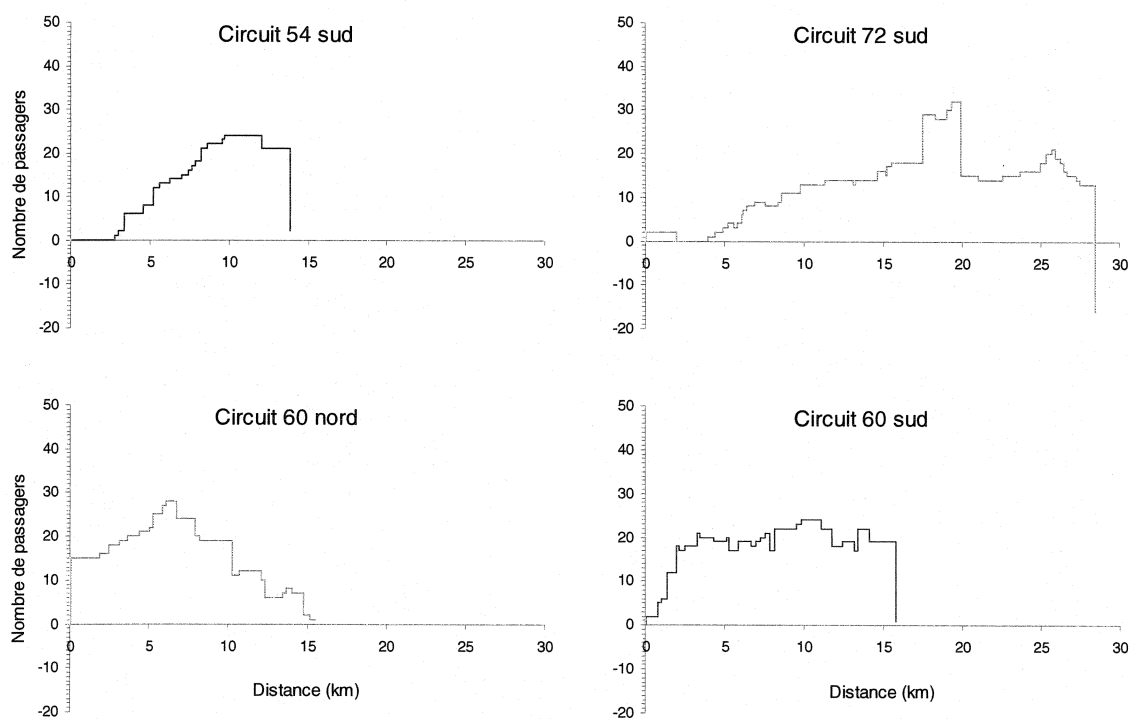 Circuit 54 sud
Nombre de passagers
50
40
30
20
10
0
-10
-20
0 5 10 15 20 25 30
Circuit 72 sud
50
40
30
20
10
0
-10
-20
0 5 10 15 20 25 30
Circuit 60 nord
Nombre de passagers
50
40
30
20
10
0
-10
-20
0 5 10 15 20 25 30
Distance (km)
Circuit 60 sud
50
40
30
20
10
0
-10
-20
0 5 10 15 20 25 30
Distance (km)